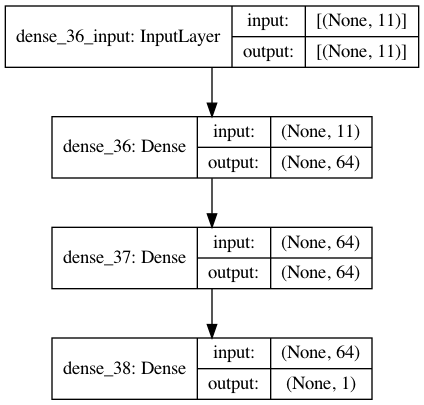 dense_36_input: InputLayer
input: [(None, 11)]
output: [(None, 11)]
dense_36: Dense
input: (None, 11)
output: (None, 64)
dense_37: Dense
input: (None, 64)
output: (None, 64)
dense_38: Dense
input: (None, 64)
output: (None, 1)